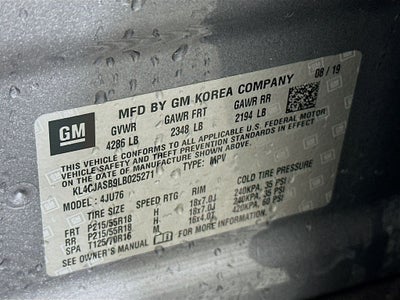 GM
MFD BY GM KOREA COMPANY 08/19
GVWR GAWR FRT GAWR RR
4286 LB 2348 LB 2194 LB
THIS VEHICLE CONFORMS TO ALL APPLICABLE U.S. FEDERAL MOTOR
VEHICLE SAFETY, BUMPER, AND THEFT PREVENTION STANDARDS IN EFFECT
ON THE DATE OF MANUFACTURE SHOWN ABOVE.
KL4CJASB9LB025271 TYPE: MPV
MODEL: 4JU76
TIRE SIZE SPEED RTG RIM COLD TIRE PRESSURE
FRT P215/55R18 H 18x7.0J 240KPA, 35 PSI
RR P215/55R18 H 18x7.0J 240KPA, 35 PSI
SPA T125/70R16 16x4.0 420KPA, 60 PSI
SEE OWNER'S MANUAL FOR ADDITIONAL INFORMATION.